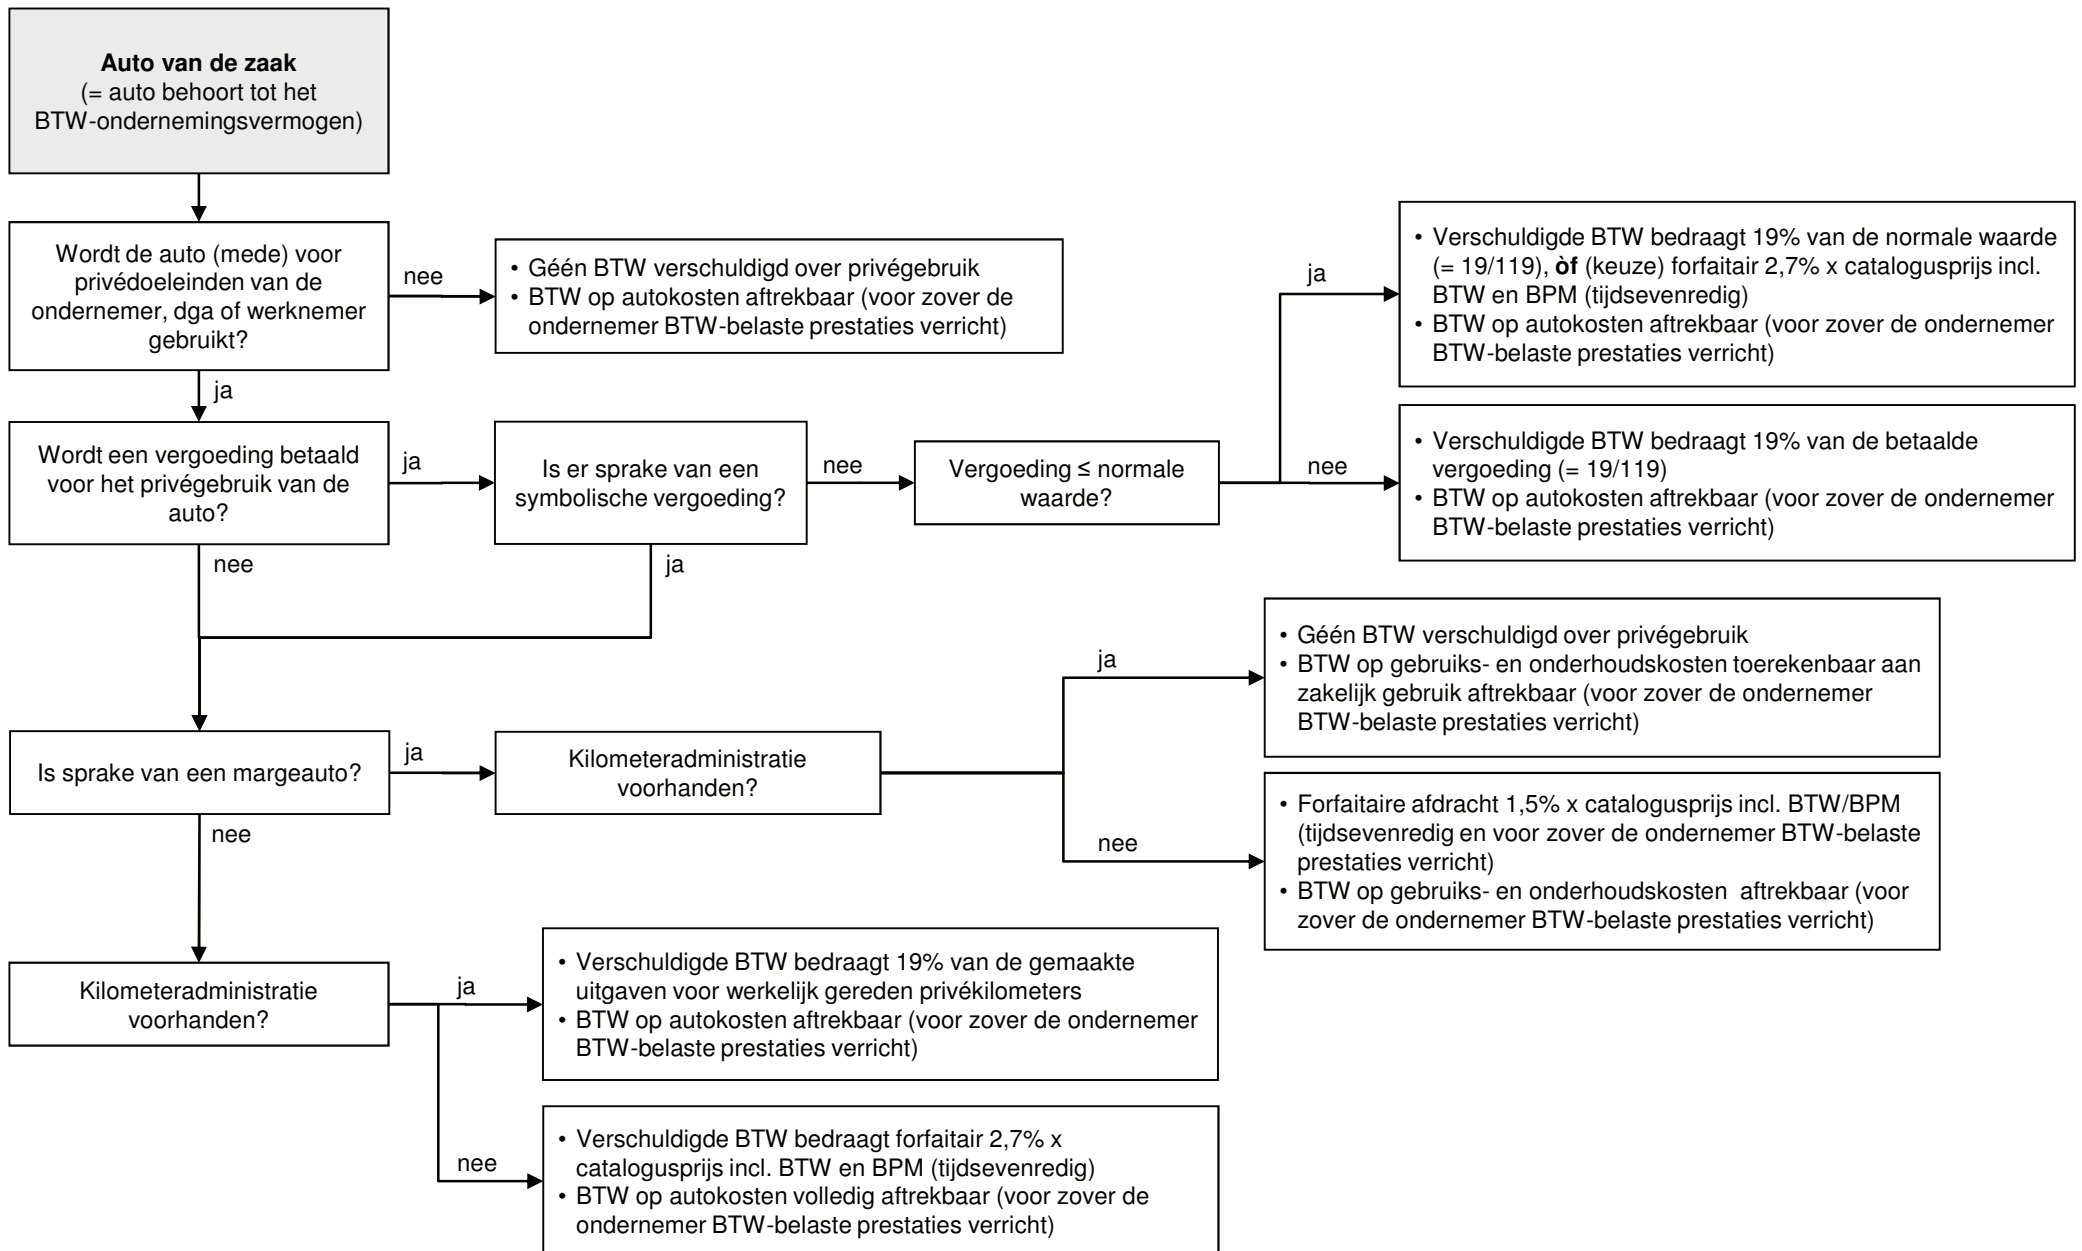 Auto van de zaak
(= auto behoort tot het
BTW-ondernemingsvermogen)
Wordt de auto (mede) voor
privédoeleinden van de
ondernemer, dga of werknemer
gebruikt?
nee
• Géén BTW verschuldigd over privégebruik
• BTW op autokosten aftrekbaar (voor zover de
ondernemer BTW-belaste prestaties verricht)
ja
Wordt een vergoeding betaald
voor het privégebruik van de
auto?
ja
Is er sprake van een
symbolische vergoeding?
nee
Vergoeding ≤ normale
waarde?
ja
• Verschuldigde BTW bedraagt 19% van de normale waarde
(= 19/119), òf (keuze) forfaitair 2,7% x catalogusprijs incl.
BTW en BPM (tijdsevenredig)
• BTW op autokosten aftrekbaar (voor zover de ondernemer
BTW-belaste prestaties verricht)
nee
• Verschuldigde BTW bedraagt 19% van de betaalde
vergoeding (= 19/119)
• BTW op autokosten aftrekbaar (voor zover de ondernemer
BTW-belaste prestaties verricht)
nee
ja
Is sprake van een margeauto?
ja
Kilometeradministratie
voorhanden?
ja
• Géén BTW verschuldigd over privégebruik
• BTW op gebruiks- en onderhoudskosten toerekenbaar aan
zakelijk gebruik aftrekbaar (voor zover de ondernemer
BTW-belaste prestaties verricht)
nee
• Forfaitaire afdracht 1,5% x catalogusprijs incl. BTW/BPM
(tijdsevenredig en voor zover de ondernemer BTW-belaste
prestaties verricht)
• BTW op gebruiks- en onderhoudskosten aftrekbaar (voor
zover de ondernemer BTW-belaste prestaties verricht)
nee
Kilometeradministratie
voorhanden?
ja
• Verschuldigde BTW bedraagt 19% van de gemaakte
uitgaven voor werkelijk gereden privékilometers
• BTW op autokosten aftrekbaar (voor zover de ondernemer
BTW-belaste prestaties verricht)
nee
• Verschuldigde BTW bedraagt forfaitair 2,7% x
catalogusprijs incl. BTW en BPM (tijdsevenredig)
• BTW op autokosten volledig aftrekbaar (voor zover de
ondernemer BTW-belaste prestaties verricht)